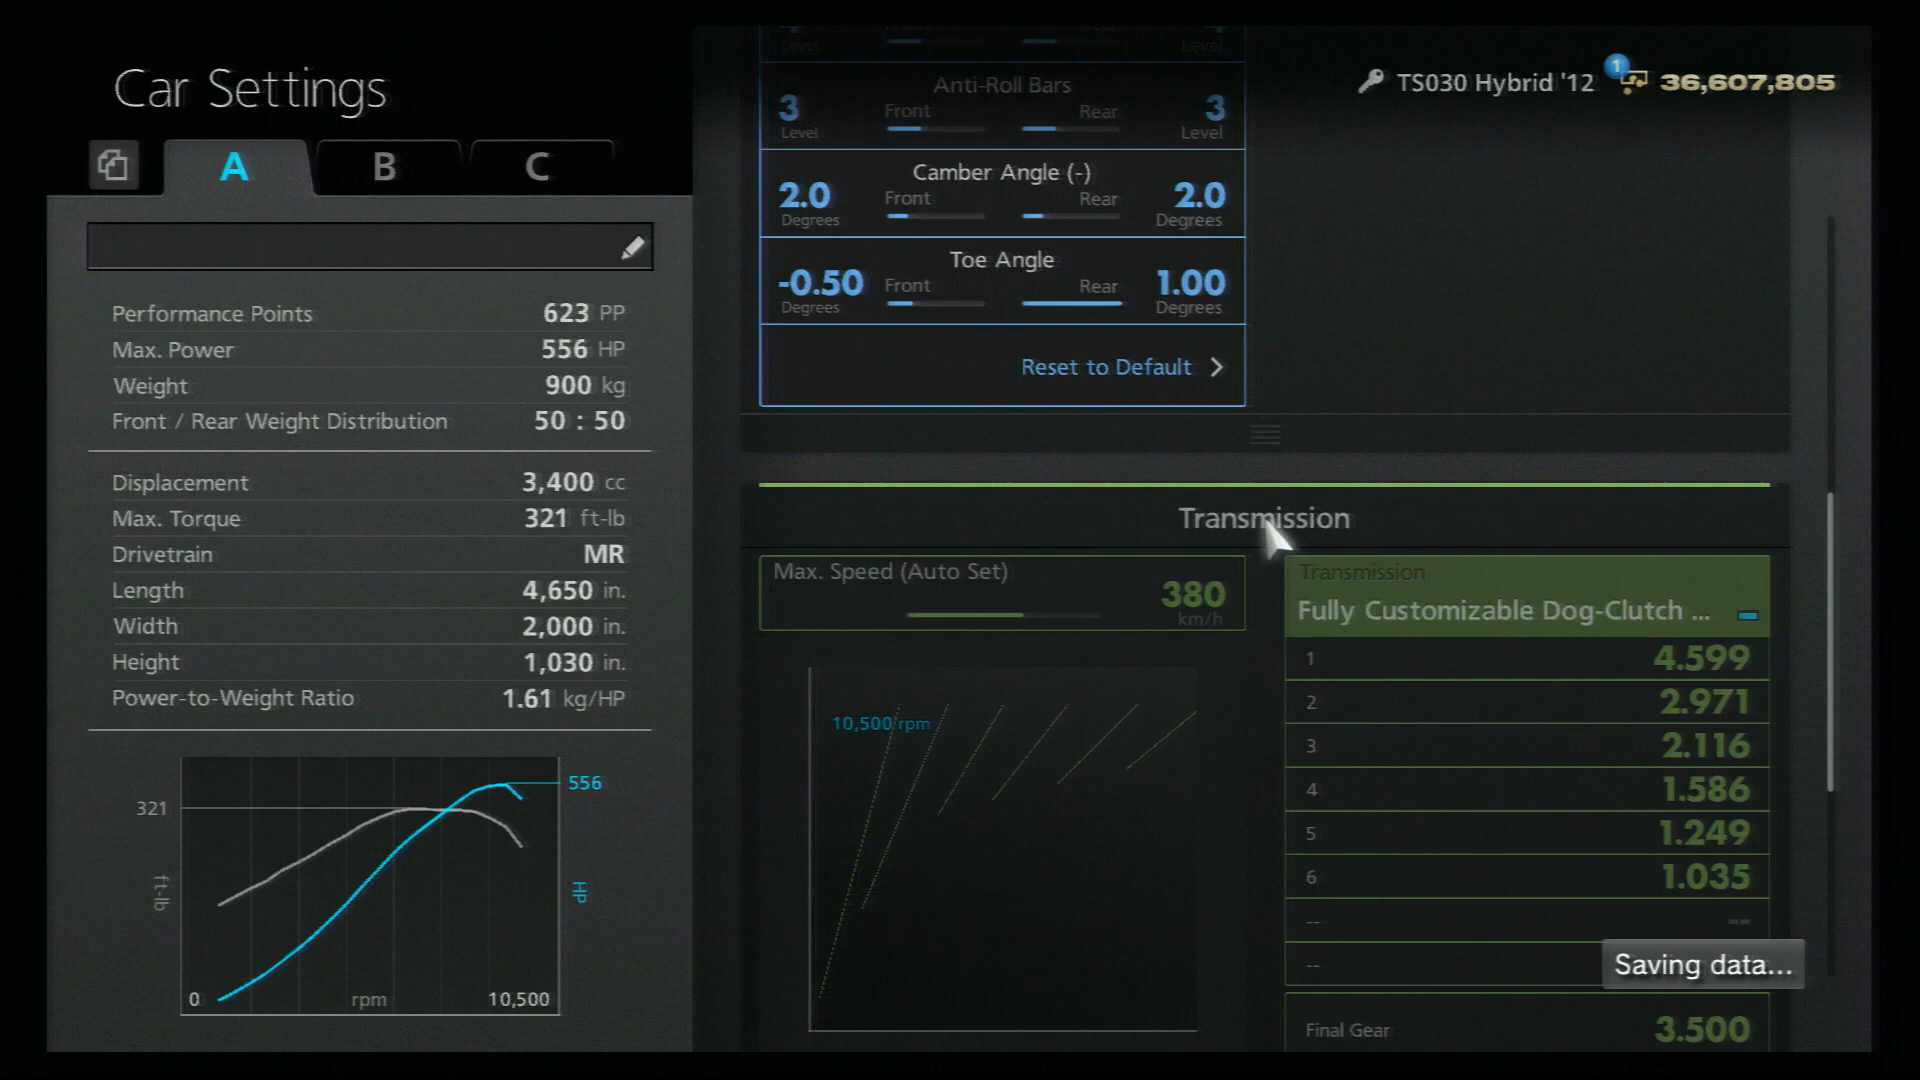 Car Settings
TS030 Hybrid '12
1
36,607,805
A
B
C
Performance Points 623 PP
Max. Power 556 HP
Weight 900 kg
Front / Rear Weight Distribution 50 : 50
Displacement 3,400 cc
Max. Torque 321 ft-lb
Drivetrain MR
Length 4,650 in.
Width 2,000 in.
Height 1,030 in.
Power-to-Weight Ratio 1.61 kg/HP
556
321
ft-lb
HP
0 rpm 10,500
Level Level
Anti-Roll Bars
3 Front Rear 3
Level Level
Camber Angle (-)
2.0 Front Rear 2.0
Degrees Degrees
Toe Angle
-0.50 Front Rear 1.00
Degrees Degrees
Reset to Default
Transmission
Max. Speed (Auto Set) 380
km/h
10,500 rpm
Transmission
Fully Customizable Dog-Clutch ...
1 4.599
2 2.971
3 2.116
4 1.586
5 1.249
6 1.035
-- --
--
Saving data...
Final Gear 3.500